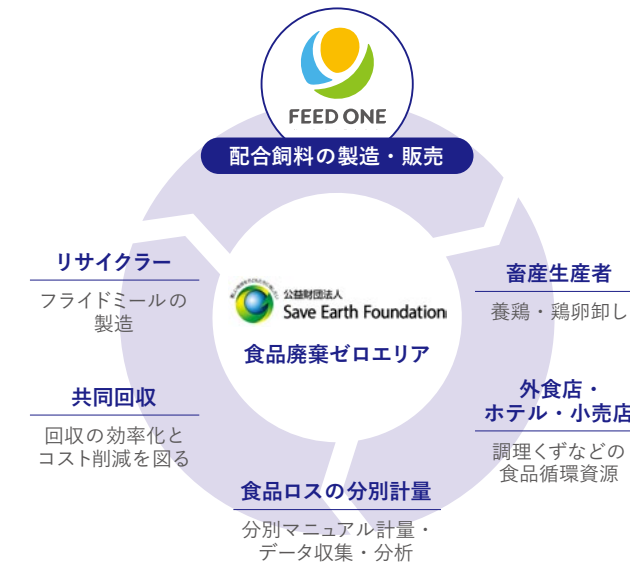 FEED ONE
配合飼料の製造・販売
畜産生産者
養鶏・鶏卵卸し
外食店・
ホテル・小売店
調理くずなどの
食品循環資源
食品ロスの分別計量
分別マニュアル計量・
データ収集・分析
共同回収
回収の効率化と
コスト削減を図る
リサイクラー
フライドミールの
製造
公益財団法人
Save Earth Foundation
食品廃棄ゼロエリア